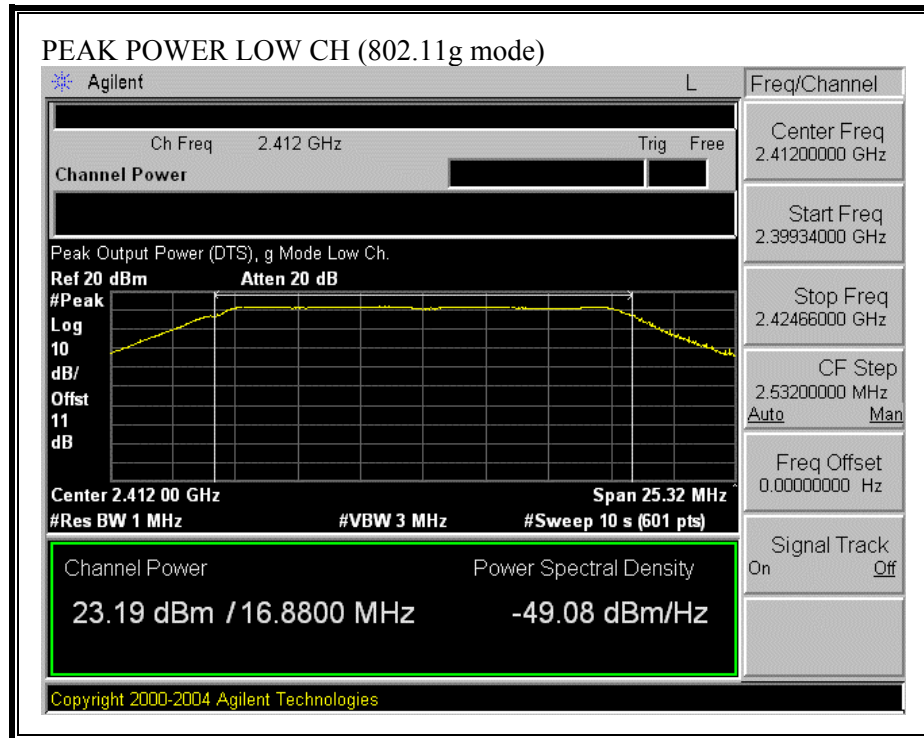 PEAK POWER LOW CH (802.11g mode)
Agilent L
Freq/Channel
Ch Freq 2.412 GHz Trig Free
Channel Power
Center Freq
2.41200000 GHz
Start Freq
2.39934000 GHz
Stop Freq
2.42466000 GHz
CF Step
2.53200000 MHz
Auto Man
Freq Offset
0.00000000 Hz
Signal Track
On Off
Peak Output Power (DTS), g Mode Low Ch.
Ref 20 dBm Atten 20 dB
#Peak
Log
10
dB/
Offst
11
dB
Center 2.412 00 GHz Span 25.32 MHz
#Res BW 1 MHz #VBW 3 MHz #Sweep 10 s (601 pts)
Channel Power Power Spectral Density
23.19 dBm / 16.8800 MHz -49.08 dBm/Hz
Copyright 2000-2004 Agilent Technologies